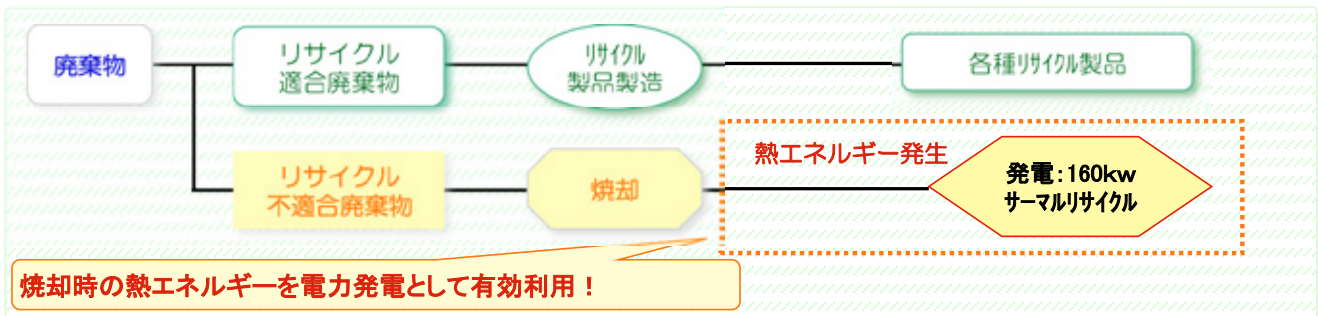 廃棄物
リサイクル
適合廃棄物
リサイクル
製品製造
各種リサイクル製品
リサイクル
不適合廃棄物
焼却
熱エネルギー発生
発電:160kw
サーマルリサイクル
焼却時の熱エネルギーを電力発電として有効利用!